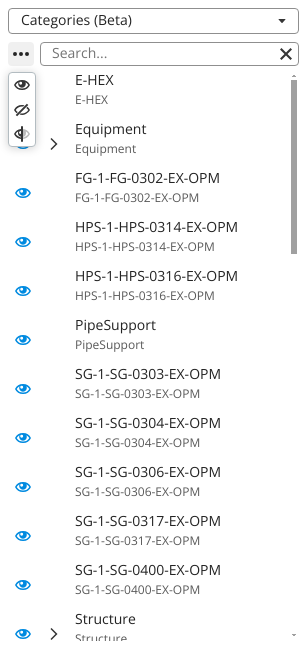 Categories (Beta)
Search...
E-HEX
E-HEX
Equipment
Equipment
FG-1-FG-0302-EX-OPM
FG-1-FG-0302-EX-OPM
HPS-1-HPS-0314-EX-OPM
HPS-1-HPS-0314-EX-OPM
HPS-1-HPS-0316-EX-OPM
HPS-1-HPS-0316-EX-OPM
PipeSupport
PipeSupport
SG-1-SG-0303-EX-OPM
SG-1-SG-0303-EX-OPM
SG-1-SG-0304-EX-OPM
SG-1-SG-0304-EX-OPM
SG-1-SG-0306-EX-OPM
SG-1-SG-0306-EX-OPM
SG-1-SG-0317-EX-OPM
SG-1-SG-0317-EX-OPM
SG-1-SG-0400-EX-OPM
SG-1-SG-0400-EX-OPM
Structure
Structure